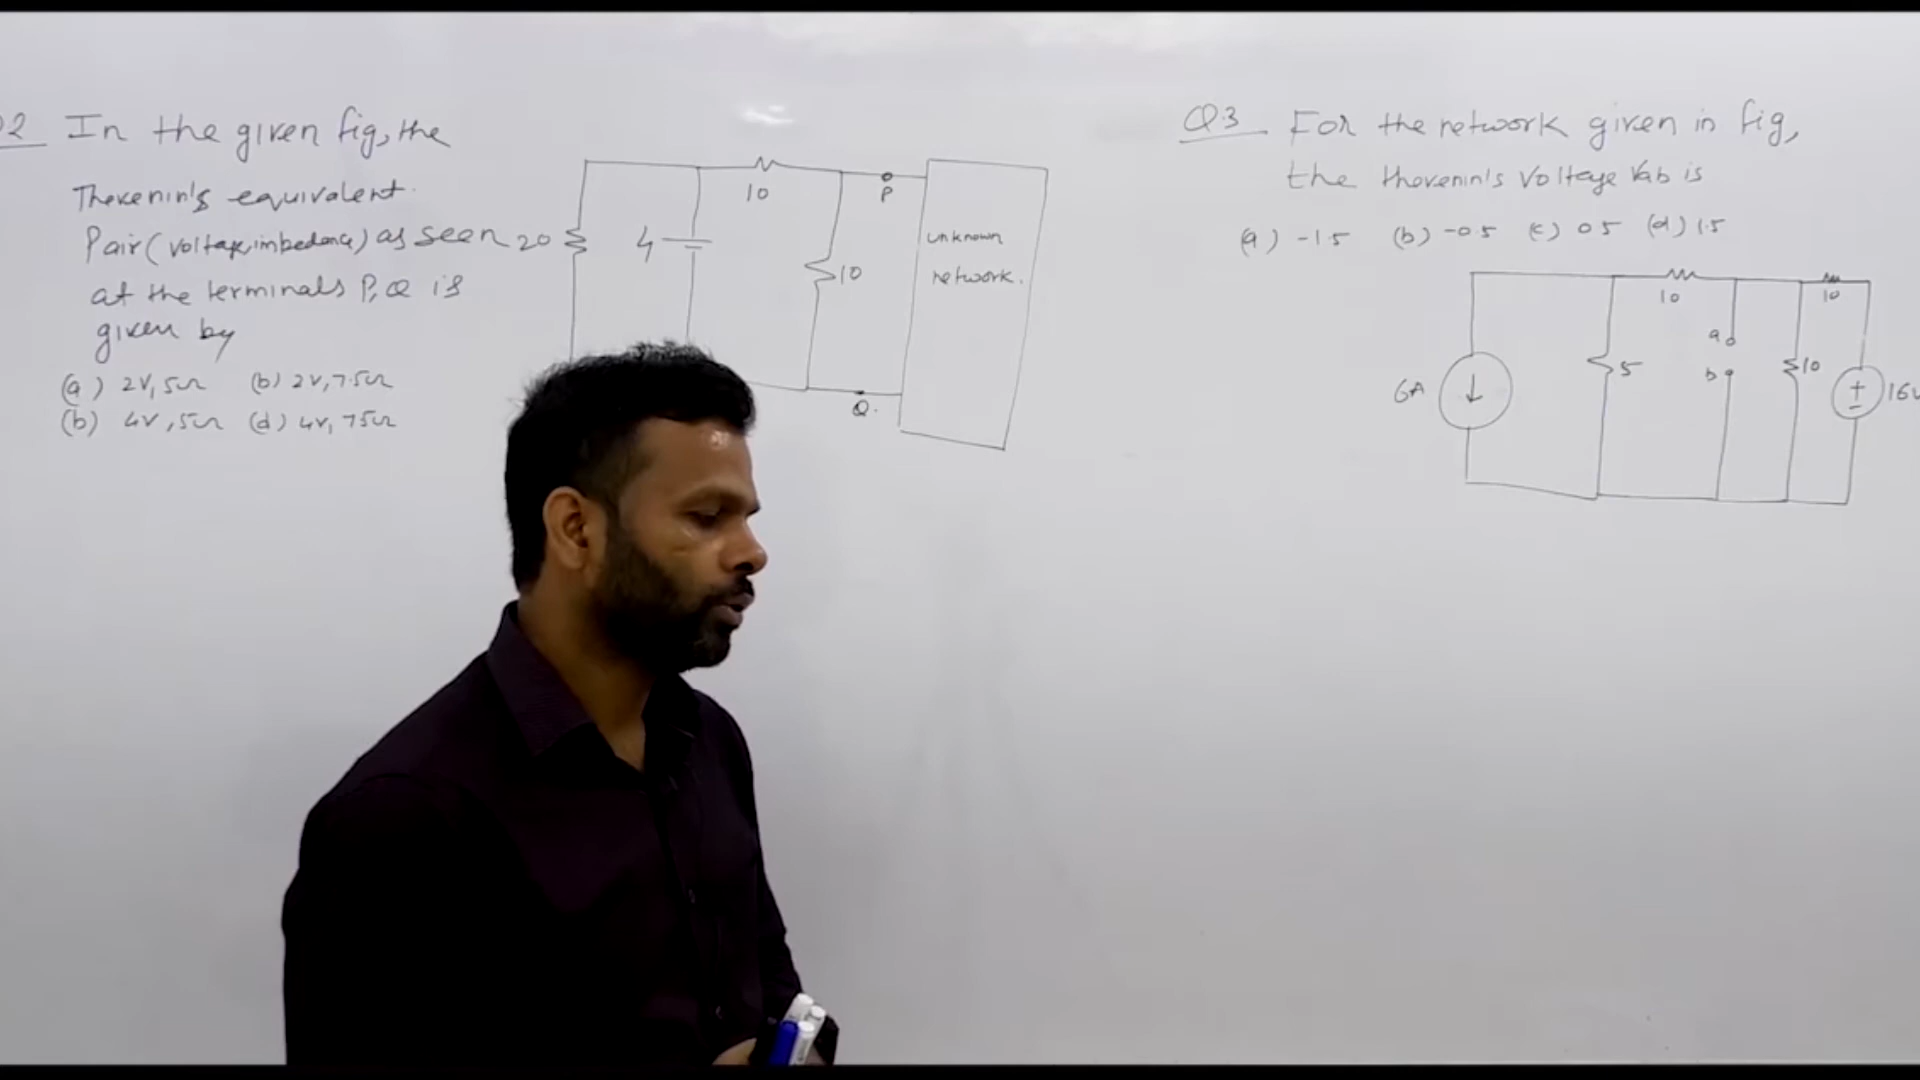 Q2 In the given fig, the
Thevenin's equivalent
Pair (voltage, impedance) as seen
at the terminals P, Q is
given by
(a) 2V, 5Ω (b) 2V, 7.5Ω
(b) 4V, 5Ω (d) 4V, 7.5Ω
20
4
10
10
P
Q.
unknown
network.
Q.3 For the network given in fig,
the thevenin's Voltage Vab is
(a) -1.5 (b) -0.5 (c) 0.5 (d) 1.5
6A
5
10
a
b
10
10
+
-
16V